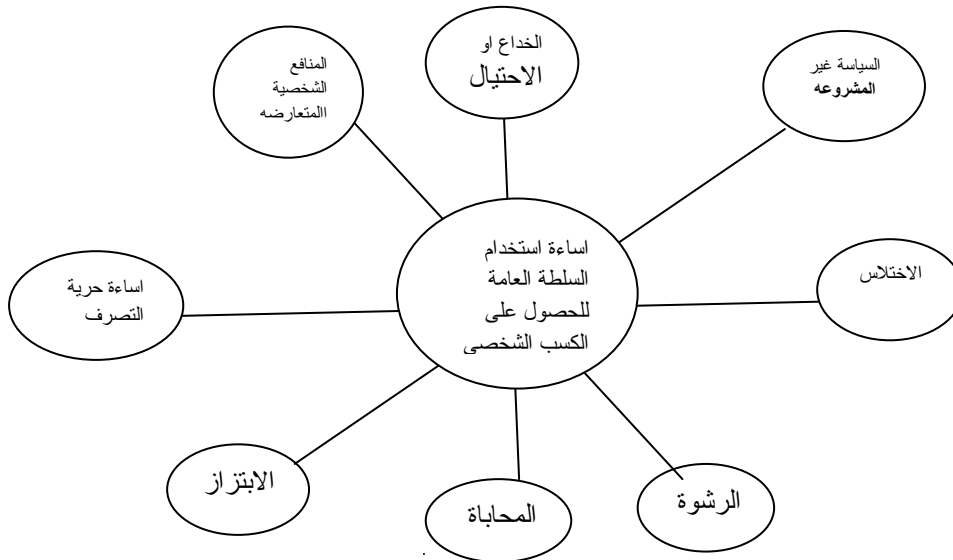 الخداع او
الاحتيال
السياسة غير
المشروعه
المنافع
الشخصية
االمتعارضه
اساءة استخدام
السلطة العامة
للحصول على
الكسب الشخصي
الاختلاس
اساءة حرية
التصرف
الابتزاز
المحاباة
الرشوة